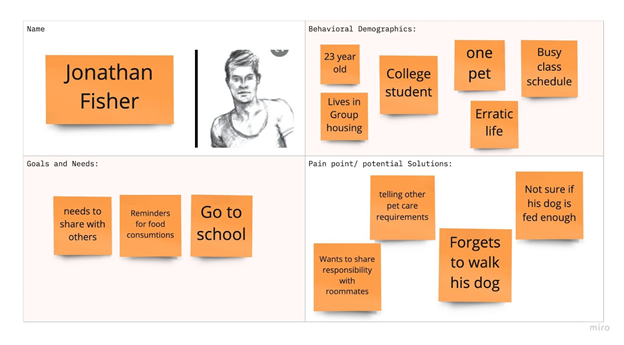 Name
Jonathan
Fisher
Behavioral Demographics:
23 year
old
College
student
one
pet
Busy
class
schedule
Lives in
Group
housing
Erratic
life
Goals and Needs:
needs to
share with
others
Reminders
for food
consumtions
Go to
school
Pain point/ potential Solutions:
telling other
pet care
requirements
Not sure if
his dog is
fed enough
Wants to share
responsibility
with
roommates
Forgets
to walk
his dog
miro